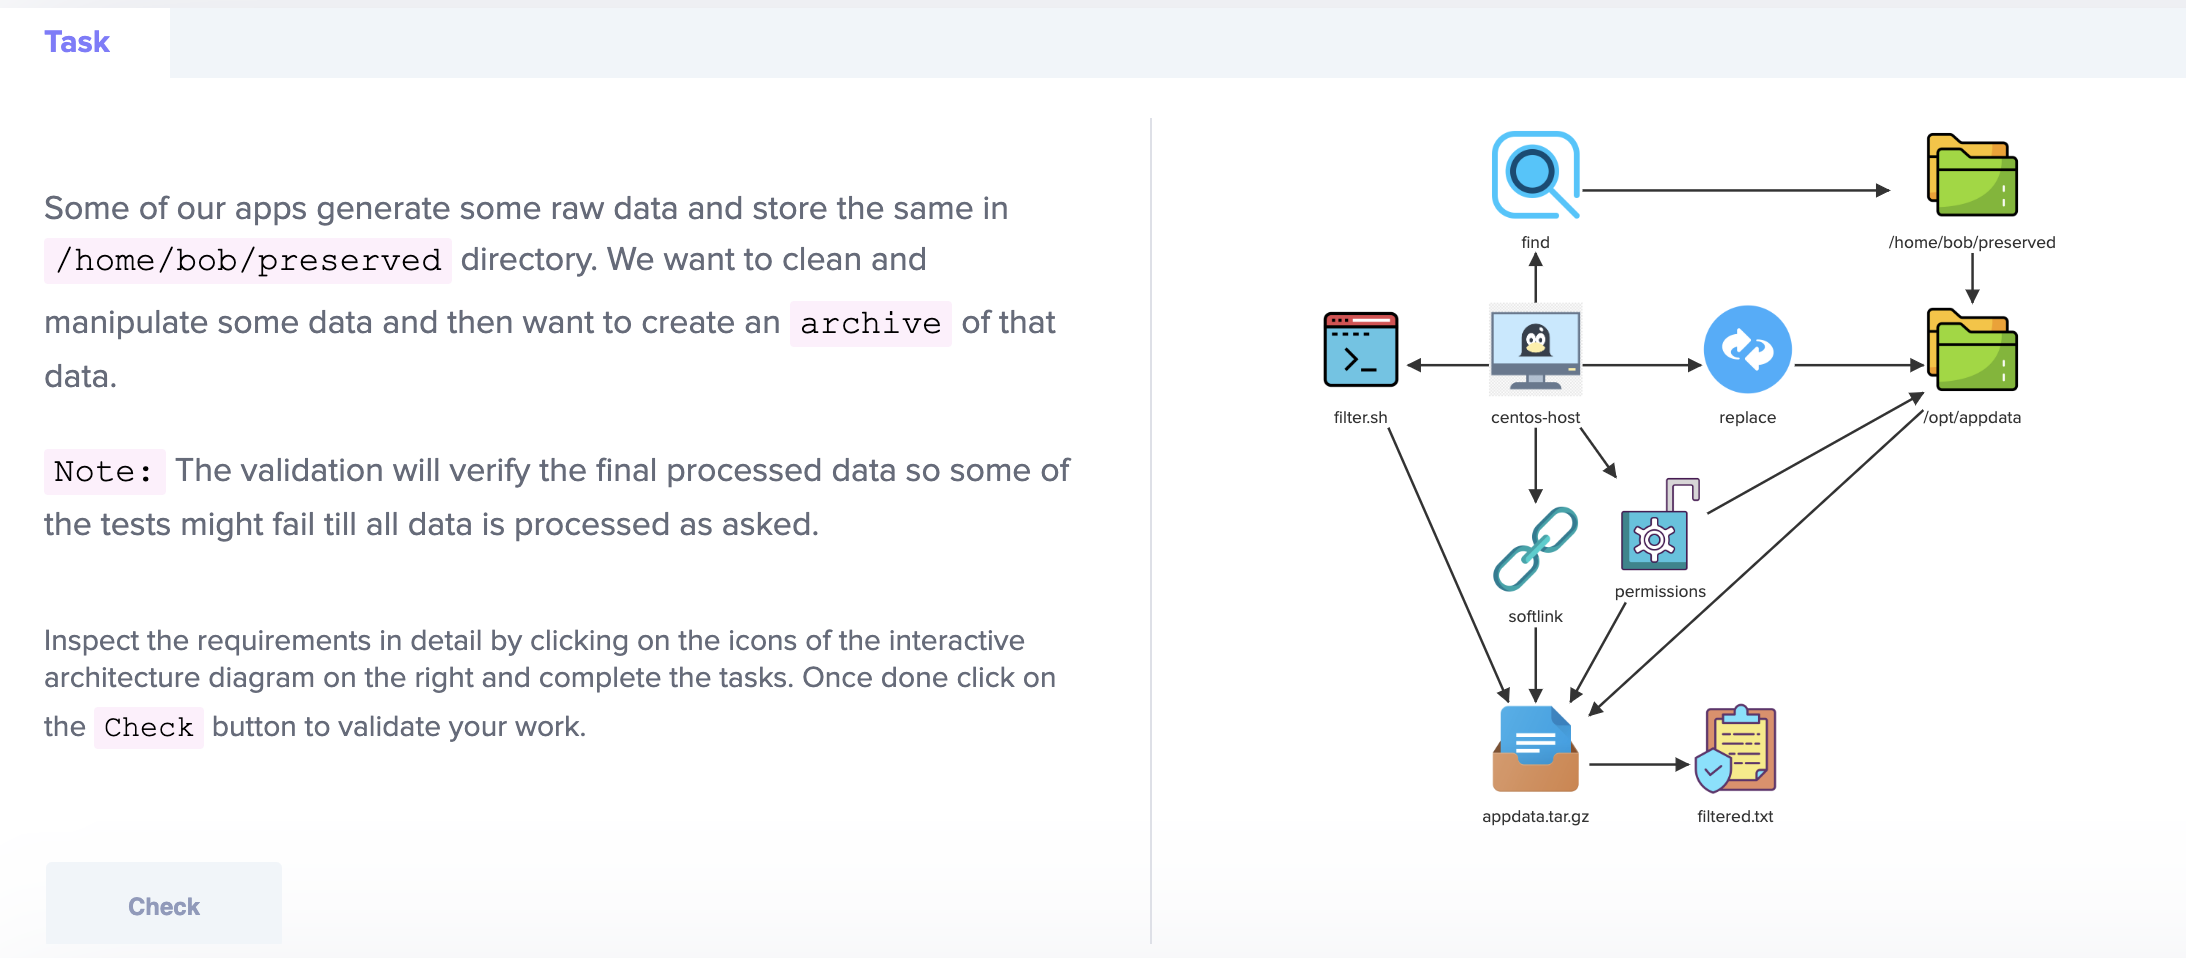 Task
Some of our apps generate some raw data and store the same in
/home/bob/preserved directory. We want to clean and
manipulate some data and then want to create an archive of that
data.
Note: The validation will verify the final processed data so some of
the tests might fail till all data is processed as asked.
Inspect the requirements in detail by clicking on the icons of the interactive
architecture diagram on the right and complete the tasks. Once done click on
the Check button to validate your work.
Check
find
/home/bob/preserved
filter.sh
centos-host
replace
/opt/appdata
permissions
softlink
appdata.tar.gz
filtered.txt